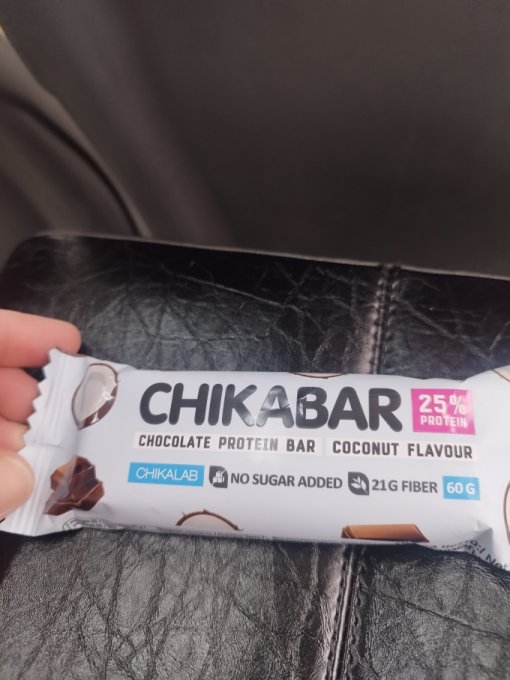 CHIKABAR
25%
PROTEIN
CHOCOLATE PROTEIN BAR COCONUT FLAVOUR
CHIKALAB NO SUGAR ADDED 21G FIBER 60 G